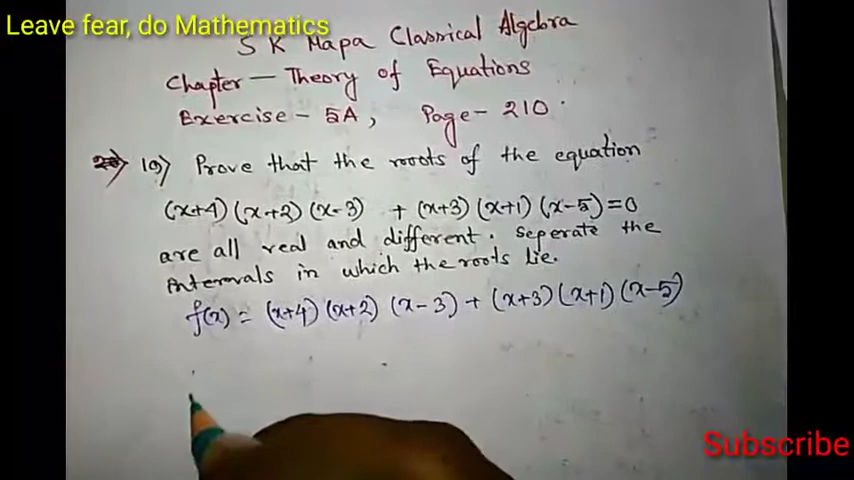 Leave fear, do Mathematics
S K Mapa Classical Algebra
Chapter — Theory of Equations
Exercise - 5A, Page - 210.
19) Prove that the roots of the equation
(x+4) (x+2) (x-3) + (x+3) (x+1) (x-5) = 0
are all real and different. Seperate the
intervals in which the roots lie.
f(x) = (x+4) (x+2) (x-3) + (x+3) (x+1) (x-5)
Subscribe